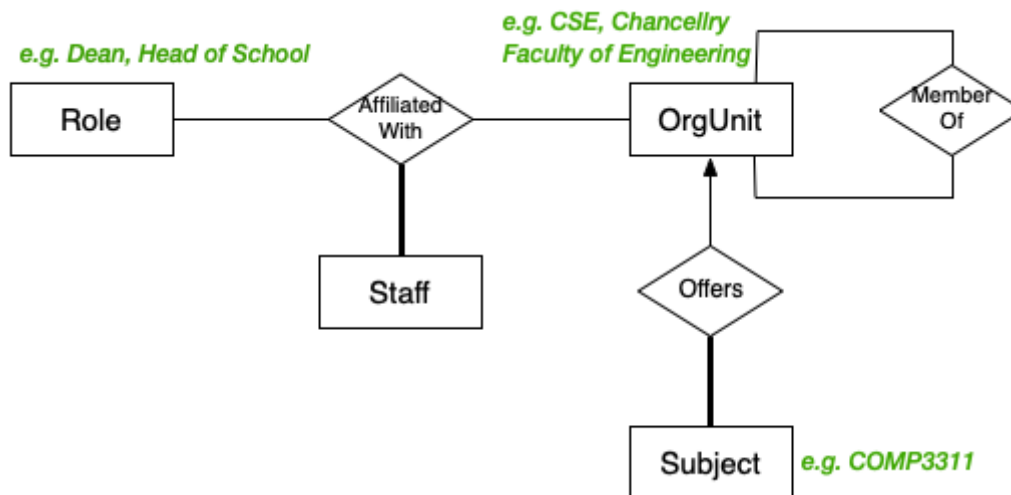 e.g. CSE, Chancellry
Faculty of Engineering
e.g. Dean, Head of School
Role
Affiliated
With
OrgUnit
Member
Of
Staff
Offers
Subject
e.g. COMP3311